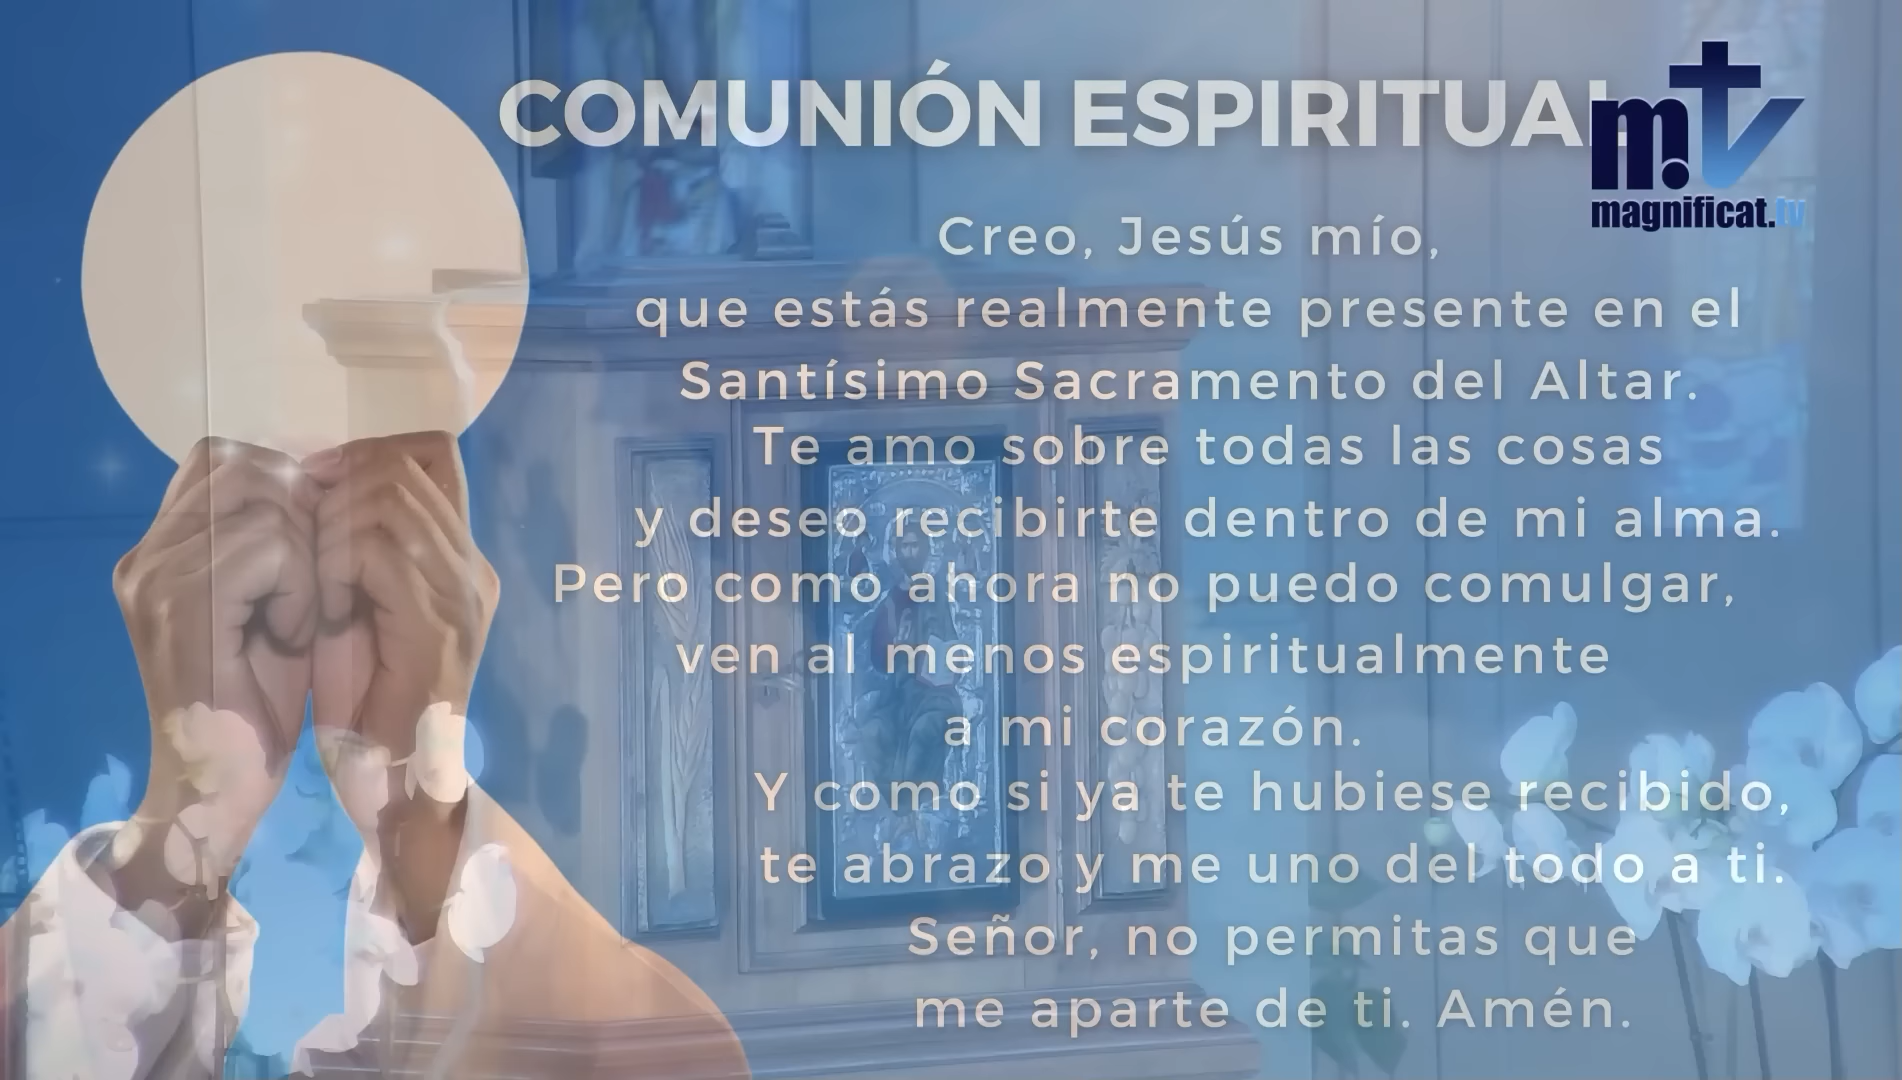 COMUNIÓN ESPIRITUAL
mtv
magnificat.tv
Creo, Jesús mío,
que estás realmente presente en el
Santísimo Sacramento del Altar.
Te amo sobre todas las cosas
y deseo recibirte dentro de mi alma.
Pero como ahora no puedo comulgar,
ven al menos espiritualmente
a mi corazón.
Y como si ya te hubiese recibido,
te abrazo y me uno del todo a ti.
Señor, no permitas que
me aparte de ti. Amén.